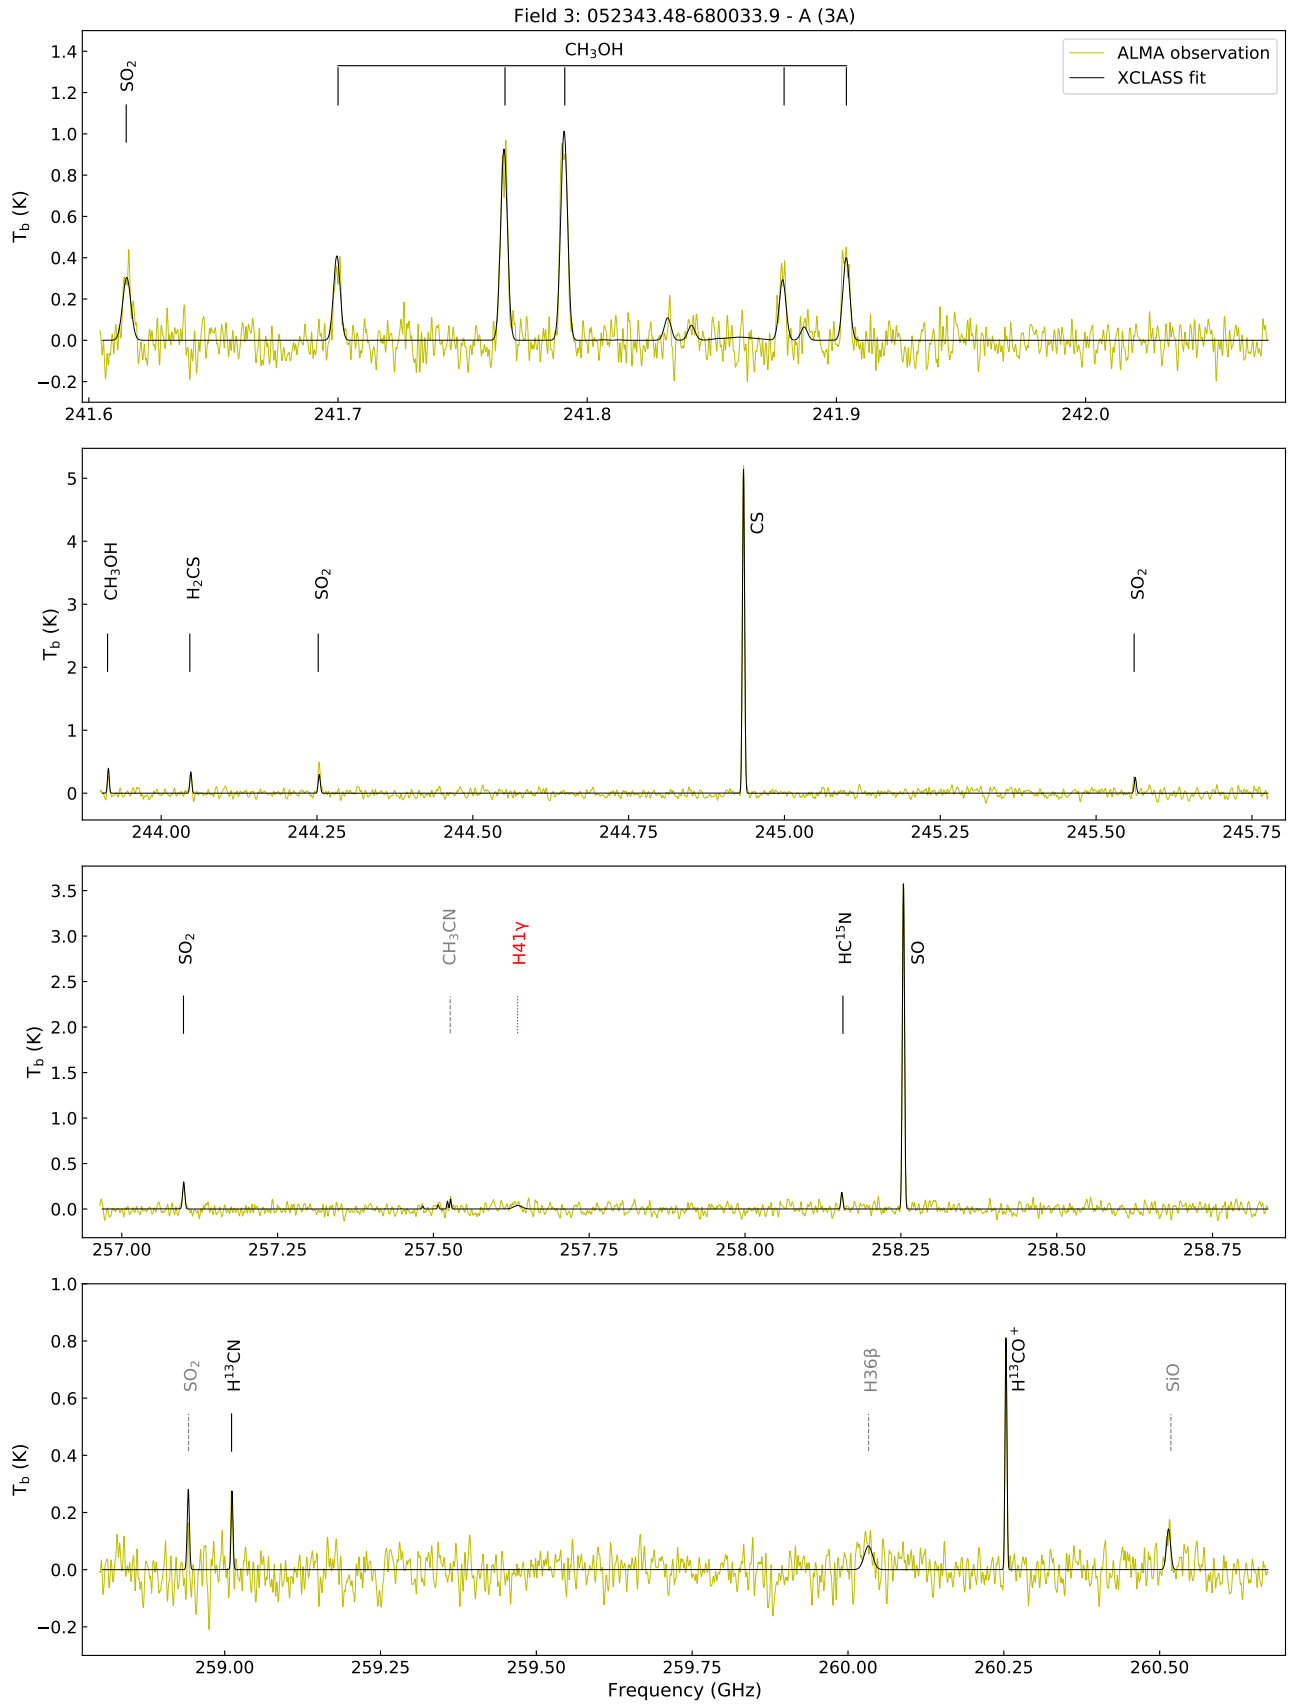 Field 3: 052343.48-680033.9 - A (3A)
CH₃OH
SO₂
ALMA observation
XCLASS fit
1.4
1.2
1.0
0.8
0.6
0.4
0.2
0.0
−0.2
T_b (K)
241.6 241.7 241.8 241.9 242.0
5
4
3
2
1
0
T_b (K)
CH₃OH
H₂CS
SO₂
CS
SO₂
244.00 244.25 244.50 244.75 245.00 245.25 245.50 245.75
3.5
3.0
2.5
2.0
1.5
1.0
0.5
0.0
T_b (K)
SO₂
CH₃CN
H41γ
HC¹⁵N
SO
257.00 257.25 257.50 257.75 258.00 258.25 258.50 258.75
1.0
0.8
0.6
0.4
0.2
0.0
−0.2
T_b (K)
SO₂
H¹³CN
H36β
H¹³CO⁺
SiO
259.00 259.25 259.50 259.75 260.00 260.25 260.50
Frequency (GHz)